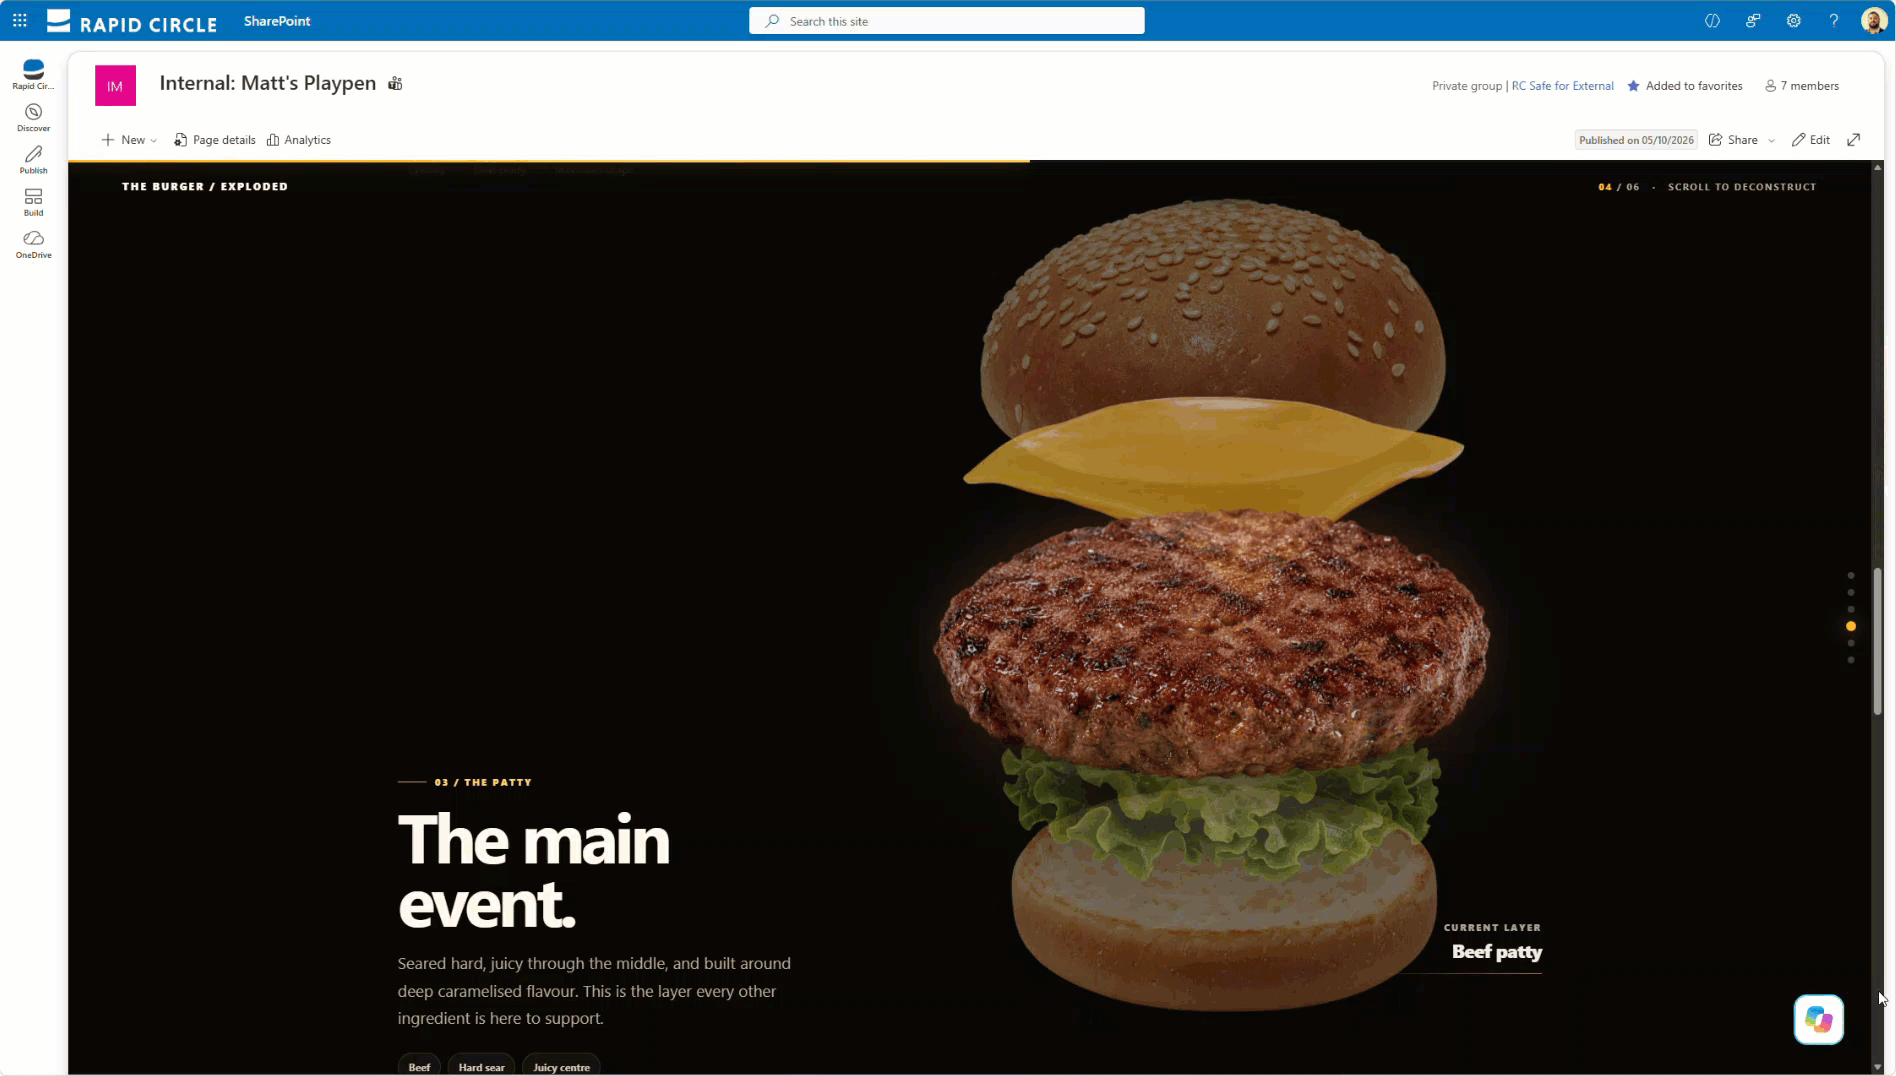 RAPID CIRCLE
SharePoint
Search this site
Rapid Cir...
Discover
Publish
Build
OneDrive
IM
Internal: Matt's Playpen
Private group | RC Safe for External
Added to favorites
7 members
New
Page details
Analytics
Published on 05/10/2026
Share
Edit
THE BURGER / EXPLODED
04 / 06 · SCROLL TO DECONSTRUCT
03 / THE PATTY
The main
event.
Seared hard, juicy through the middle, and built around
deep caramelised flavour. This is the layer every other
ingredient is here to support.
Beef
Hard sear
Juicy centre
CURRENT LAYER
Beef patty